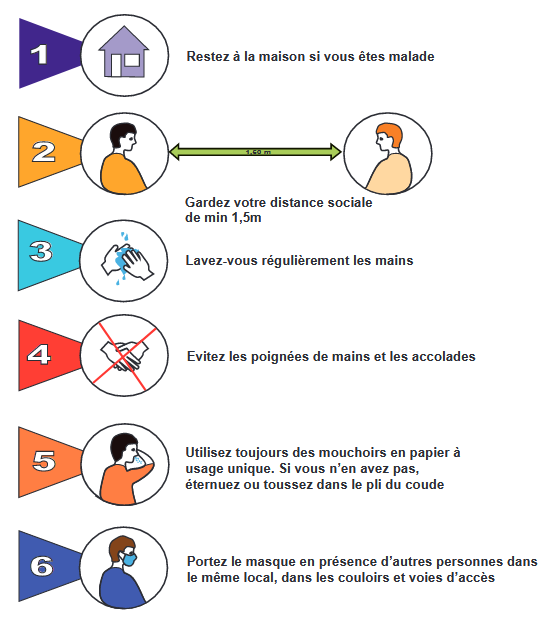 1
Restez à la maison si vous êtes malade
2
1.50 m
Gardez votre distance sociale
de min 1,5m
3
Lavez-vous régulièrement les mains
4
Evitez les poignées de mains et les accolades
5
Utilisez toujours des mouchoirs en papier à
usage unique. Si vous n’en avez pas,
éternuez ou toussez dans le pli du coude
6
Portez le masque en présence d’autres personnes dans
le même local, dans les couloirs et voies d’accès